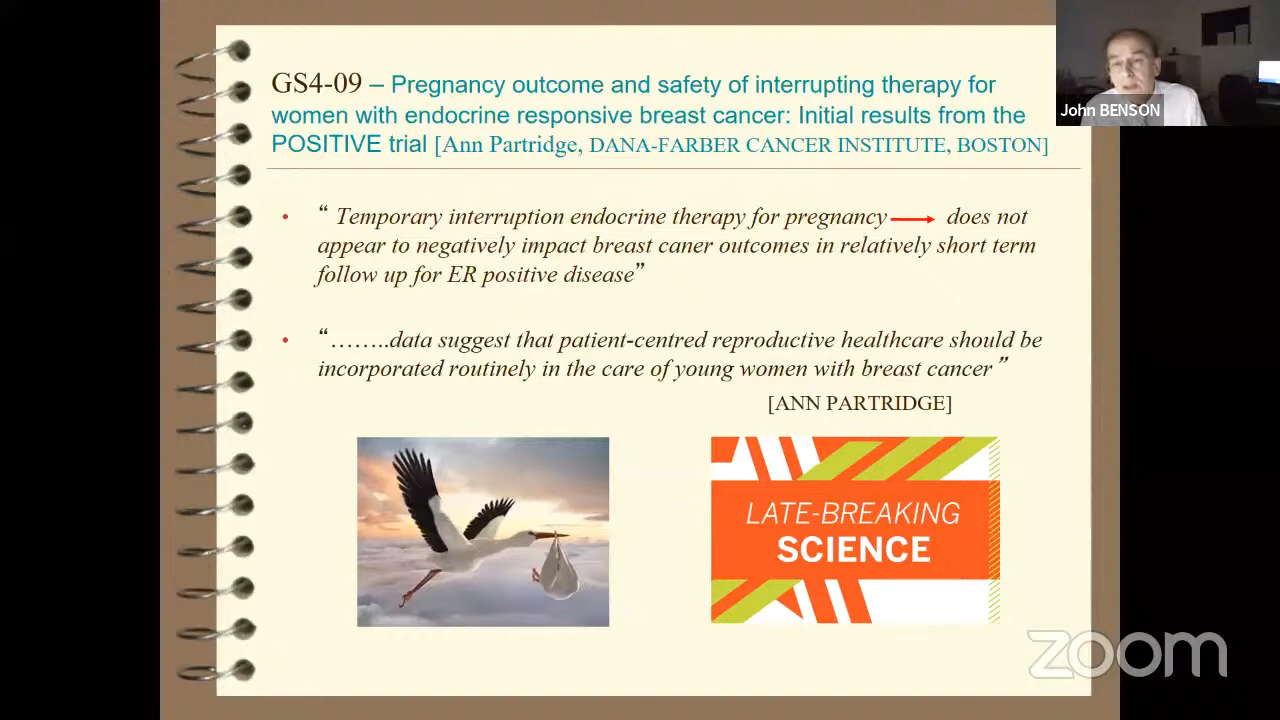 GS4-09 – Pregnancy outcome and safety of interrupting therapy for
women with endocrine responsive breast cancer: Initial results from the
POSITIVE trial [Ann Partridge, DANA-FARBER CANCER INSTITUTE, BOSTON]
John BENSON
• “ Temporary interruption endocrine therapy for pregnancy → does not
appear to negatively impact breast caner outcomes in relatively short term
follow up for ER positive disease”
• “……..data suggest that patient-centred reproductive healthcare should be
incorporated routinely in the care of young women with breast cancer ”
[ANN PARTRIDGE]
LATE-BREAKING
SCIENCE
zoom